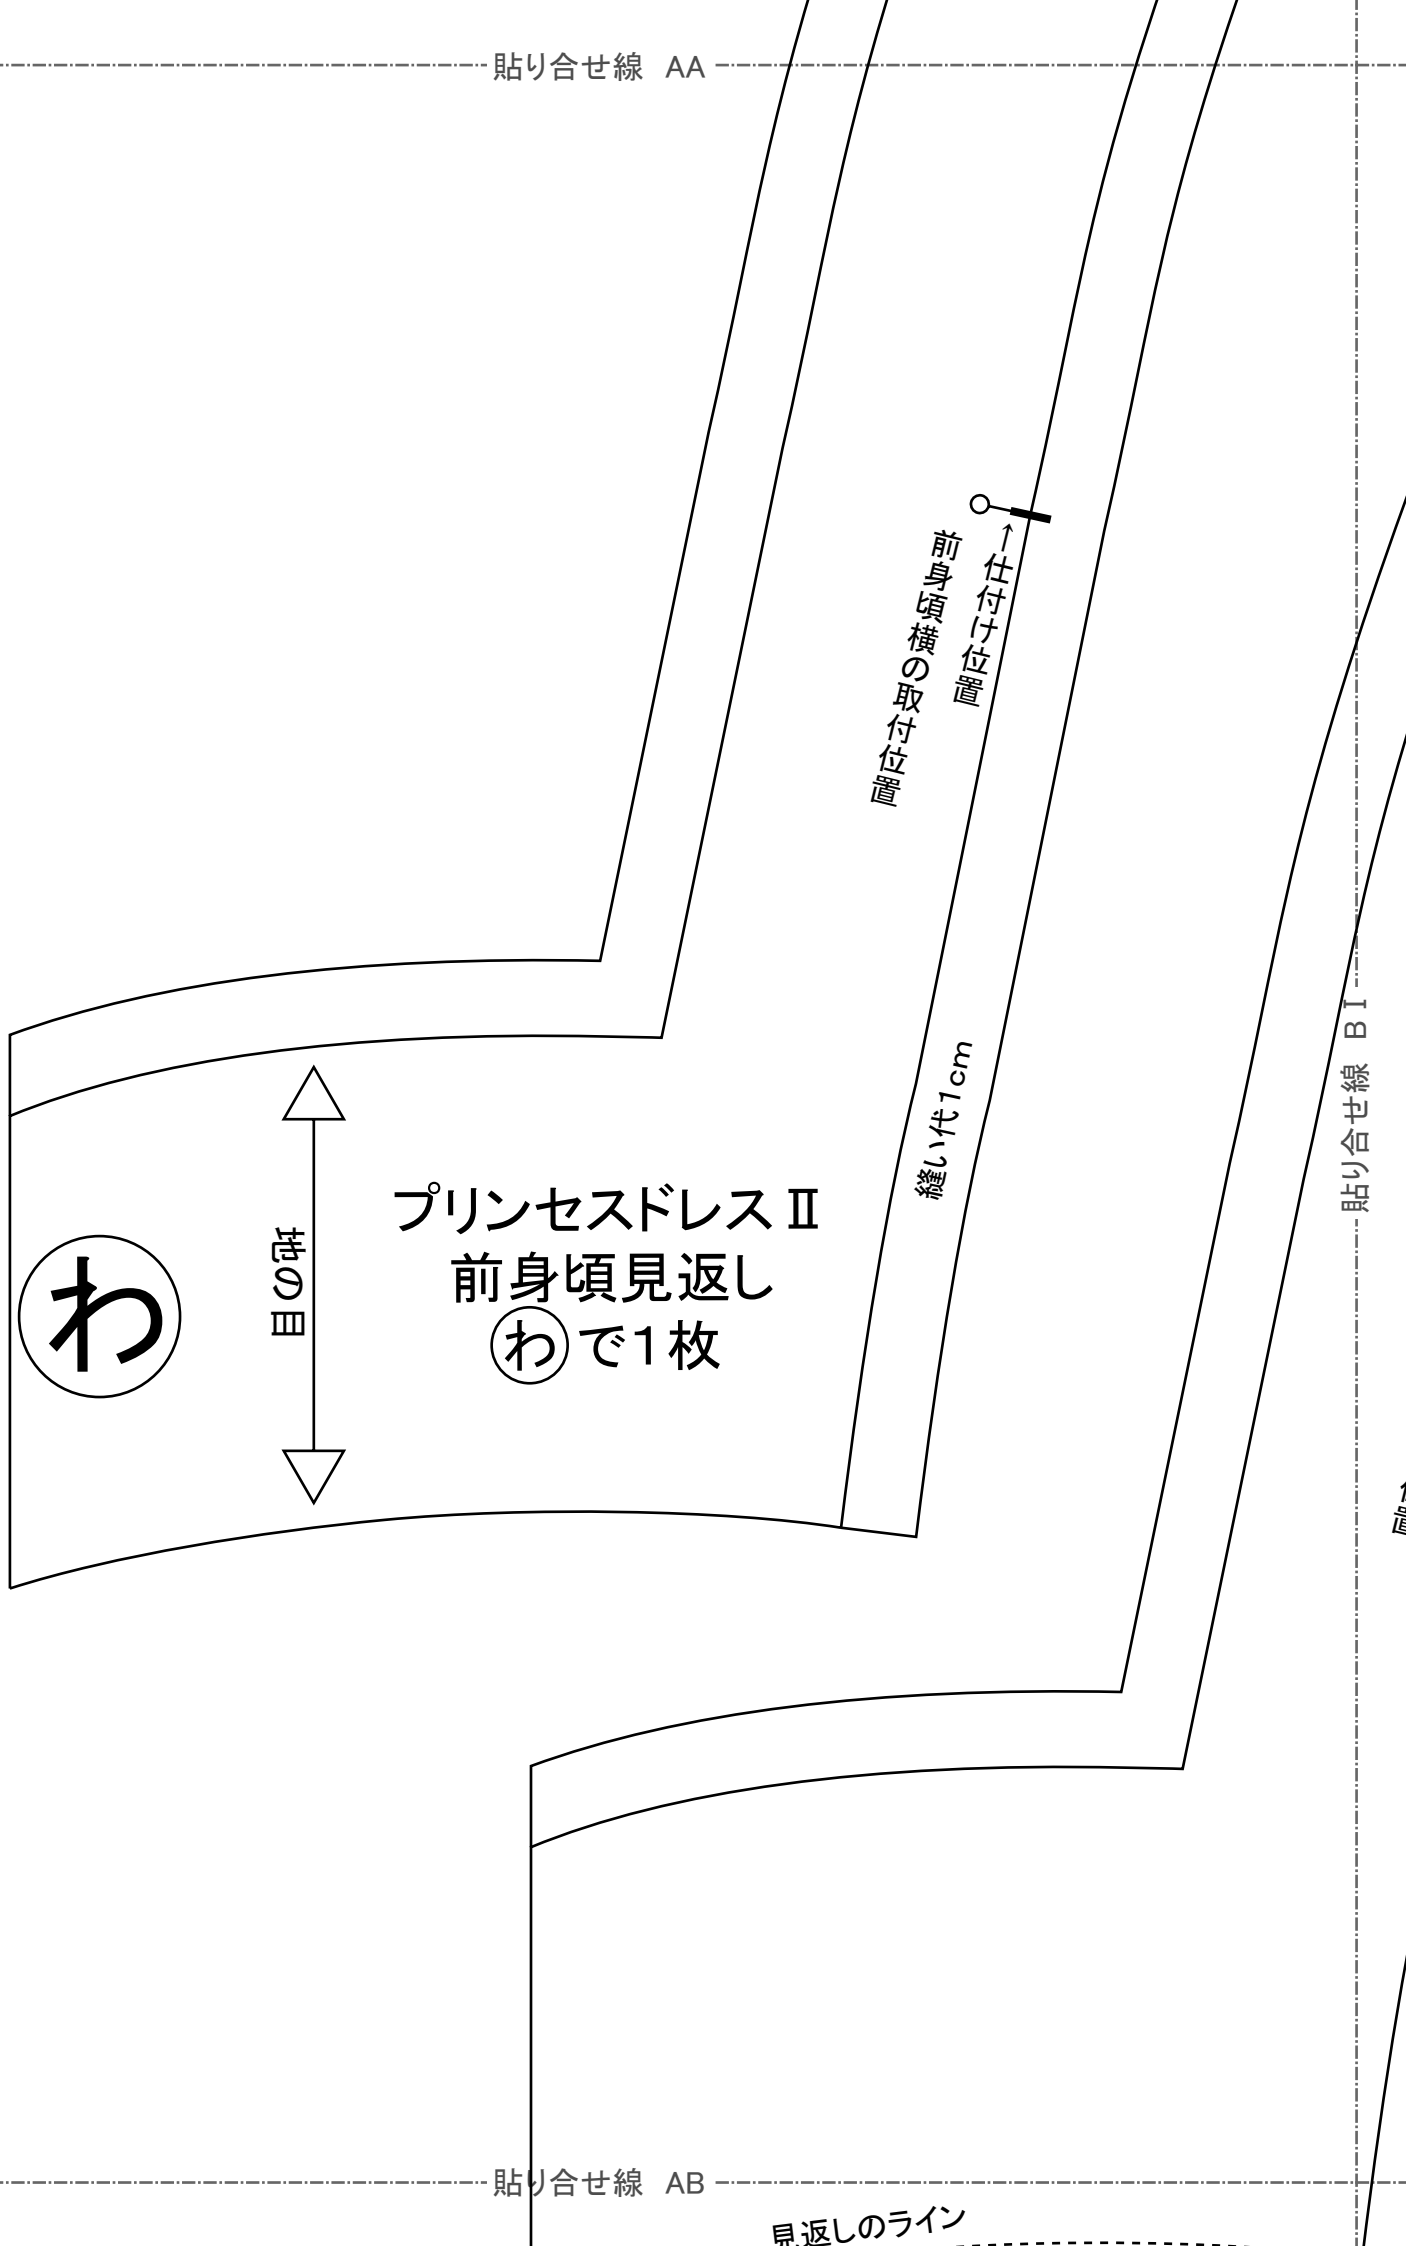 貼り合せ線 AA
←仕付け位置
前身頃横の取付位置
貼り合せ線 BI
縫い代1cm
プリンセスドレスⅡ
前身頃見返し
わで1枚
地の目
わ
貼り合せ線 AB
見返しのライン